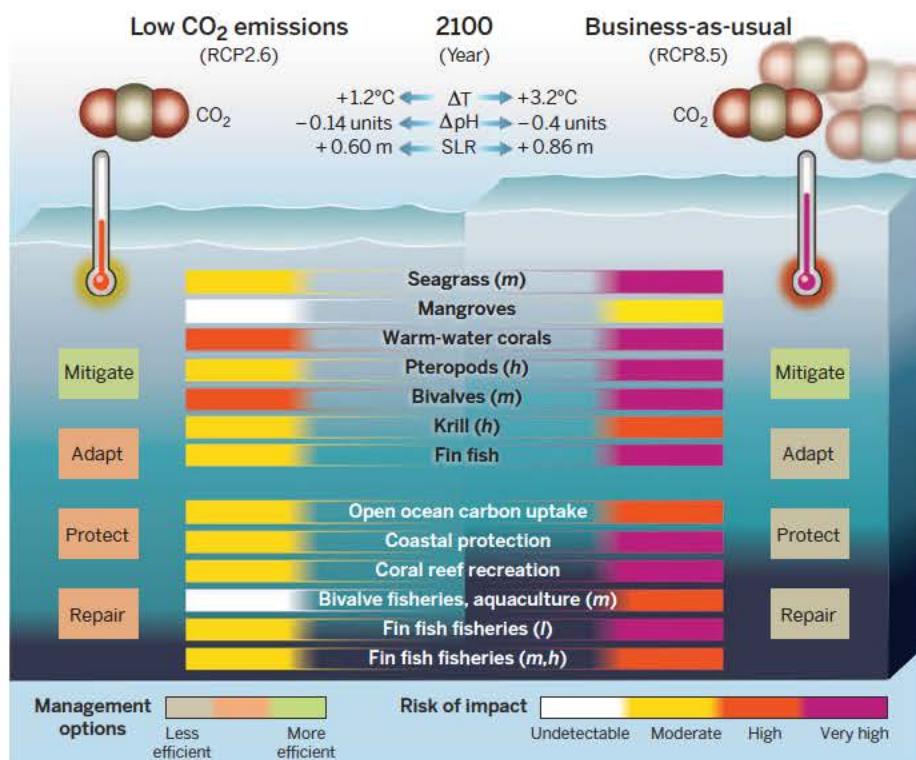 Low CO₂ emissions 2100 Business-as-usual
(RCP2.6) (Year) (RCP8.5)
+1.2°C ΔT +3.2°C
CO₂ −0.14 units ΔpH −0.4 units CO₂
+0.60 m SLR +0.86 m
Seagrass (m)
Mangroves
Warm-water corals
Mitigate Pteropods (h) Mitigate
Bivalves (m)
Krill (h)
Adapt Fin fish Adapt
Open ocean carbon uptake
Protect Coastal protection Protect
Coral reef recreation
Repair Bivalve fisheries, aquaculture (m) Repair
Fin fish fisheries (l)
Fin fish fisheries (m,h)
Management options
Less efficient
More efficient
Risk of impact
Undetectable Moderate High Very high